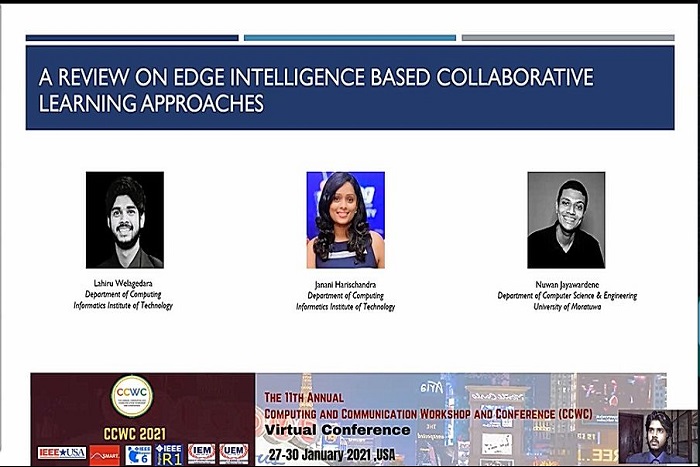 A REVIEW ON EDGE INTELLIGENCE BASED COLLABORATIVE
LEARNING APPROACHES
Lahiru Welagedara
Department of Computing
Informatics Institute of Technology
Janani Harischandra
Department of Computing
Informatics Institute of Technology
Nuwan Jayawardene
Department of Computer Science & Engineering
University of Moratuwa
CCWC
CCWC 2021
IEEE USA
SMART
IEEE
6
IEEE
R1
IEM
UEM
THE 11TH ANNUAL
COMPUTING AND COMMUNICATION WORKSHOP AND CONFERENCE (CCWC)
Virtual Conference
27-30 January 2021 ,USA